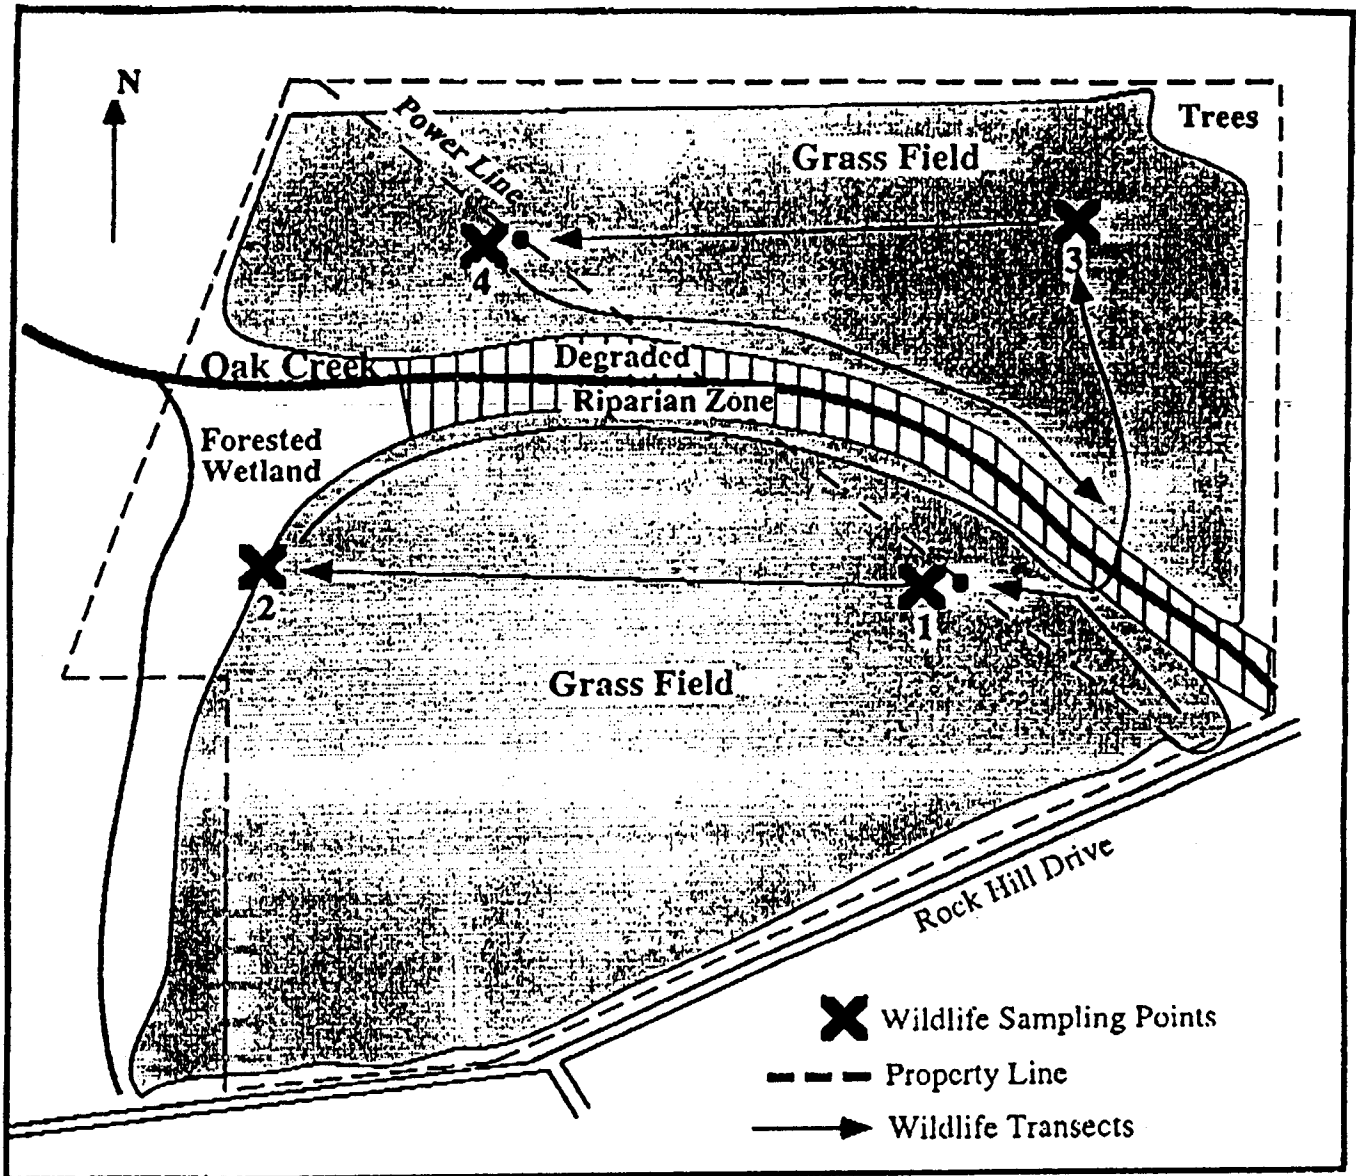 N
Power Line
Trees
Grass Field
3
4
Oak Creek
Degraded
Riparian Zone
Forested
Wetland
2
1
Grass Field
Rock Hill Drive
Wildlife Sampling Points
Property Line
Wildlife Transects